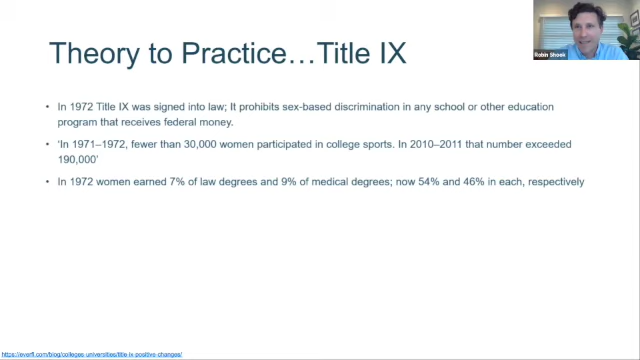 Theory to Practice…Title IX
Robin Shook
• In 1972 Title IX was signed into law; It prohibits sex-based discrimination in any school or other education
program that receives federal money.
• ‘In 1971–1972, fewer than 30,000 women participated in college sports. In 2010–2011 that number exceeded
190,000’
• In 1972 women earned 7% of law degrees and 9% of medical degrees; now 54% and 46% in each, respectively
https://everfi.com/blog/colleges-universities/title-ix-positive-changes/